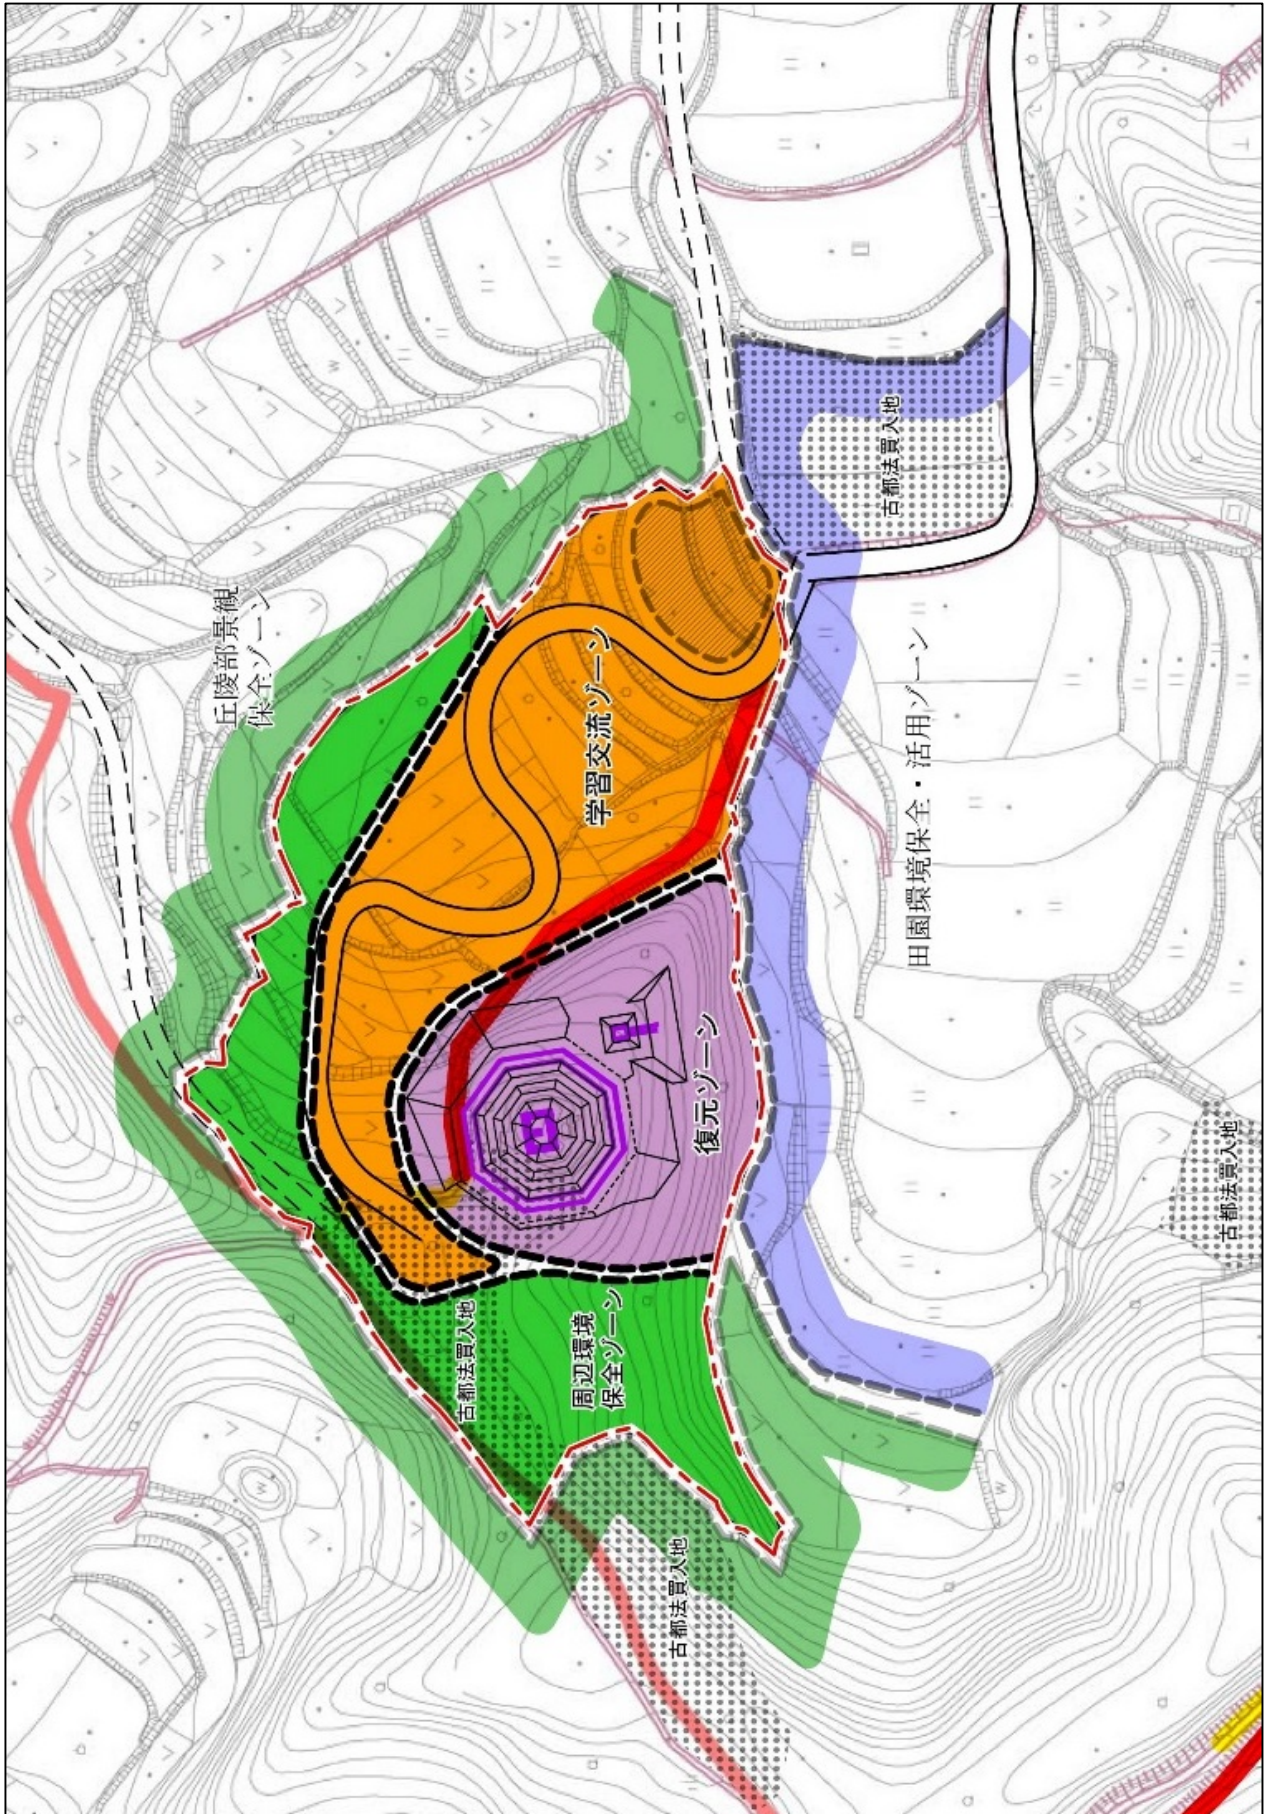 丘陵部景観
保全ゾーン
学習交流ゾーン
復元ゾーン
周辺環境
保全ゾーン
田園環境保全・活用ゾーン
古都法買入地
古都法買入地
古都法買入地
古都法買入地